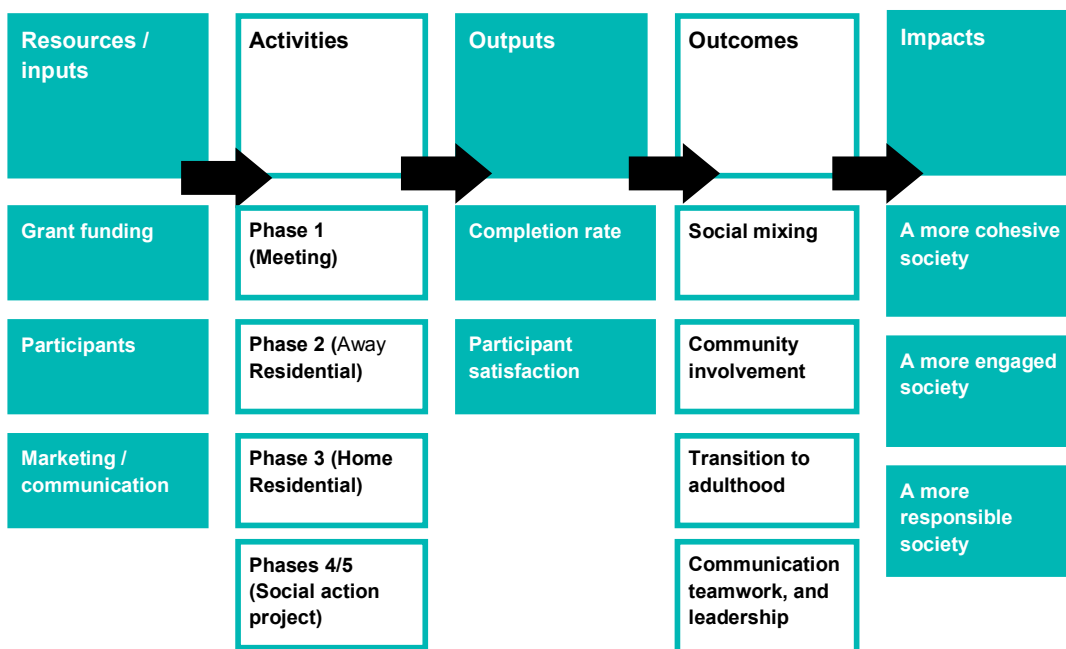 Resources /
inputs
Activities
Outputs
Outcomes
Impacts
Grant funding
Participants
Marketing /
communication
Phase 1
(Meeting)
Phase 2 (Away
Residential)
Phase 3 (Home
Residential)
Phases 4/5
(Social action
project)
Completion rate
Participant
satisfaction
Social mixing
Community
involvement
Transition to
adulthood
Communication
teamwork, and
leadership
A more cohesive
society
A more engaged
society
A more
responsible
society